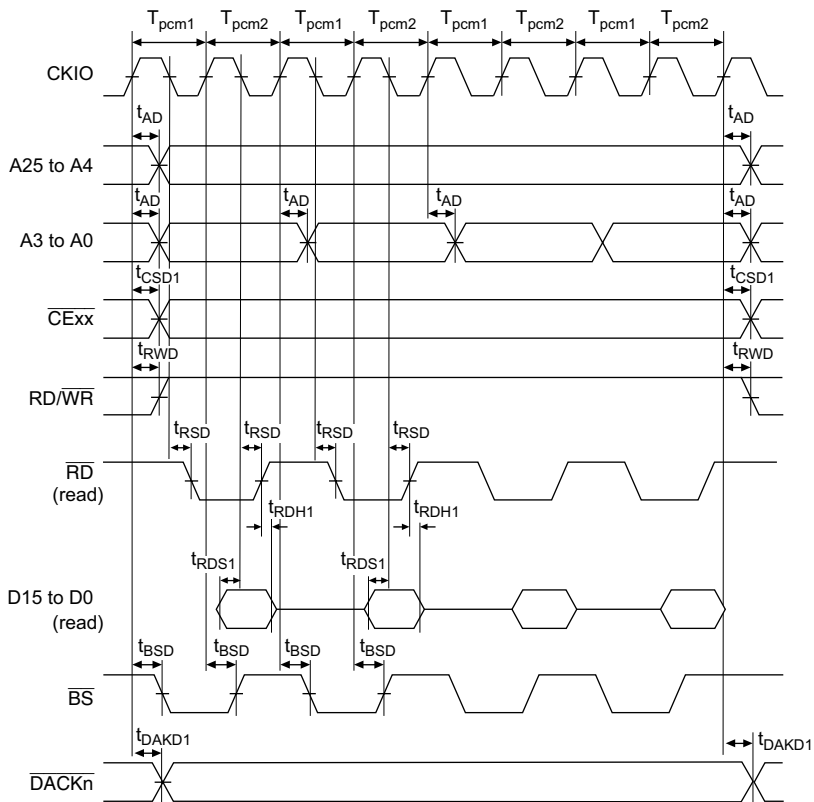 Tpcm1 Tpcm2 Tpcm1 Tpcm2 Tpcm1 Tpcm2 Tpcm1 Tpcm2
CKIO
tAD tAD
A25 to A4
tAD tAD tAD tAD
A3 to A0
tCSD1 tCSD1
CExx
tRWD tRWD
RD/WR
tRSD tRSD tRSD tRSD
RD
(read)
tRDH1 tRDH1
tRDS1 tRDS1
D15 to D0
(read)
tBSD tBSD tBSD tBSD
BS
tDAKD1 tDAKD1
DACKn